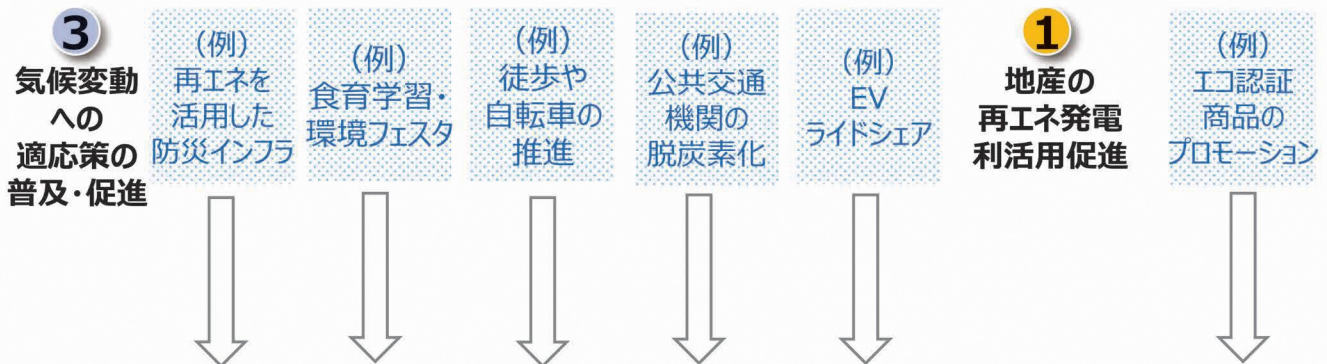 3
気候変動
への
適応策の
普及・促進
(例)
再エネを
活用した
防災インフラ
(例)
食育学習・
環境フェスタ
(例)
徒歩や
自転車の
推進
(例)
公共交通
機関の
脱炭素化
(例)
EV
ライドシェア
1
地産の
再エネ発電
利活用促進
(例)
エコ認証
商品の
プロモーション